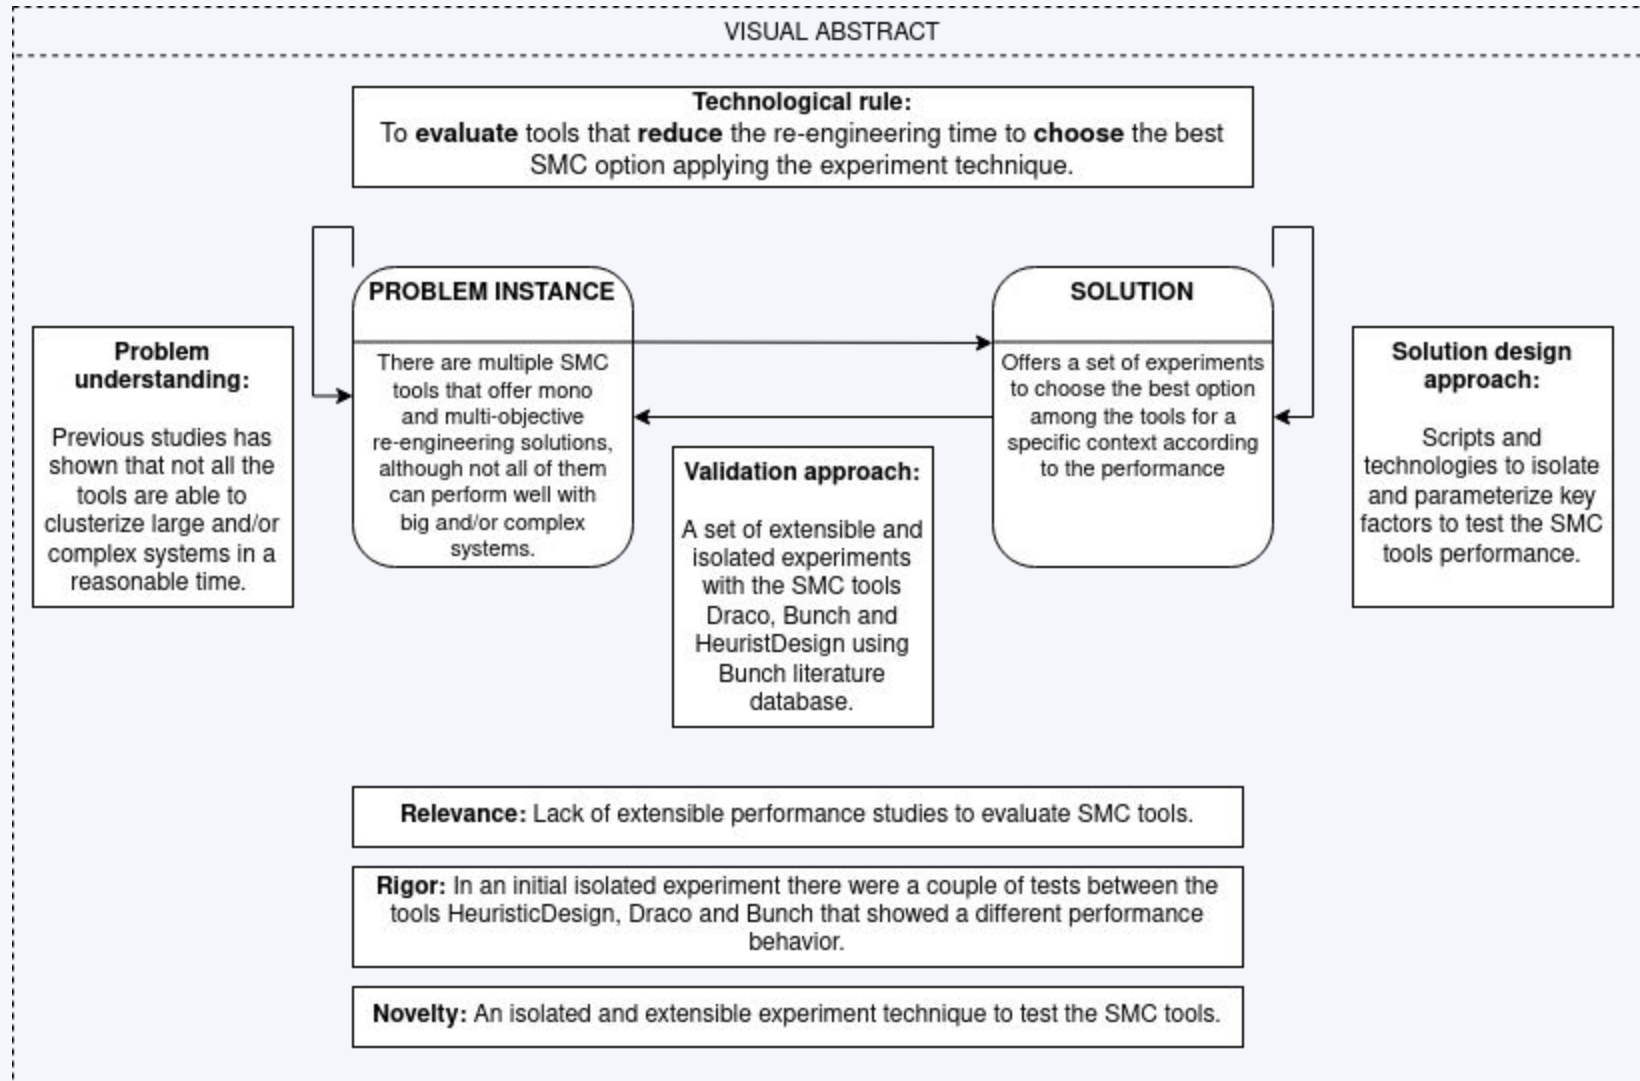 VISUAL ABSTRACT
Technological rule:
To evaluate tools that reduce the re-engineering time to choose the best
SMC option applying the experiment technique.
PROBLEM INSTANCE
There are multiple SMC
tools that offer mono
and multi-objective
re-engineering solutions,
although not all of them
can perform well with
big and/or complex
systems.
SOLUTION
Offers a set of experiments
to choose the best option
among the tools for a
specific context according
to the performance
Problem
understanding:
Previous studies has
shown that not all the
tools are able to
clusterize large and/or
complex systems in a
reasonable time.
Validation approach:
A set of extensible and
isolated experiments
with the SMC tools
Draco, Bunch and
HeuristDesign using
Bunch literature
database.
Solution design
approach:
Scripts and
technologies to isolate
and parameterize key
factors to test the SMC
tools performance.
Relevance: Lack of extensible performance studies to evaluate SMC tools.
Rigor: In an initial isolated experiment there were a couple of tests between the
tools HeuristicDesign, Draco and Bunch that showed a different performance
behavior.
Novelty: An isolated and extensible experiment technique to test the SMC tools.